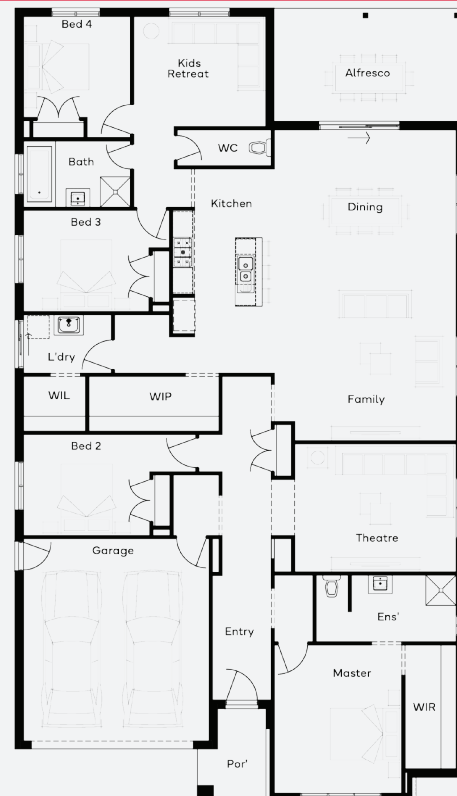 Bed 4
Kids
Retreat
Alfresco
WC
Bath
Kitchen
Dining
Bed 3
L'dry
WIL
WIP
Family
Bed 2
Theatre
Garage
Ens'
Entry
Master
WIR
Por'